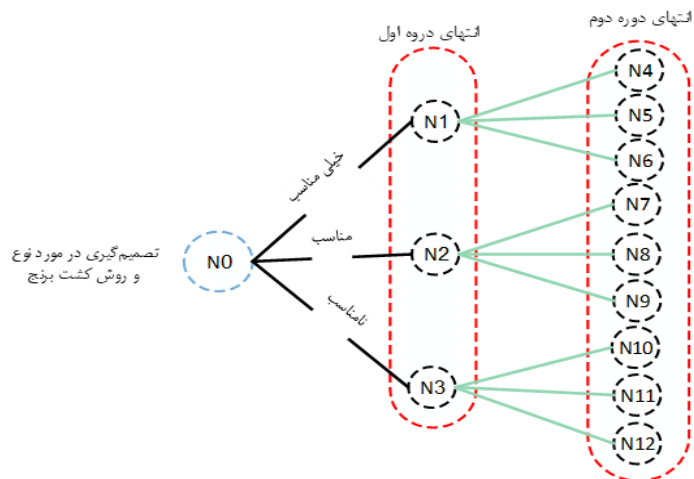 انتهای دوره دوم
انتهای دروه اول
N4
N5
N6
N7
N8
N9
N10
N11
N12
N1
N2
N3
خیلی مناسب
مناسب
نامناسب
N0
تصمیم‌گیری در مورد نوع
و روش کشت برنج